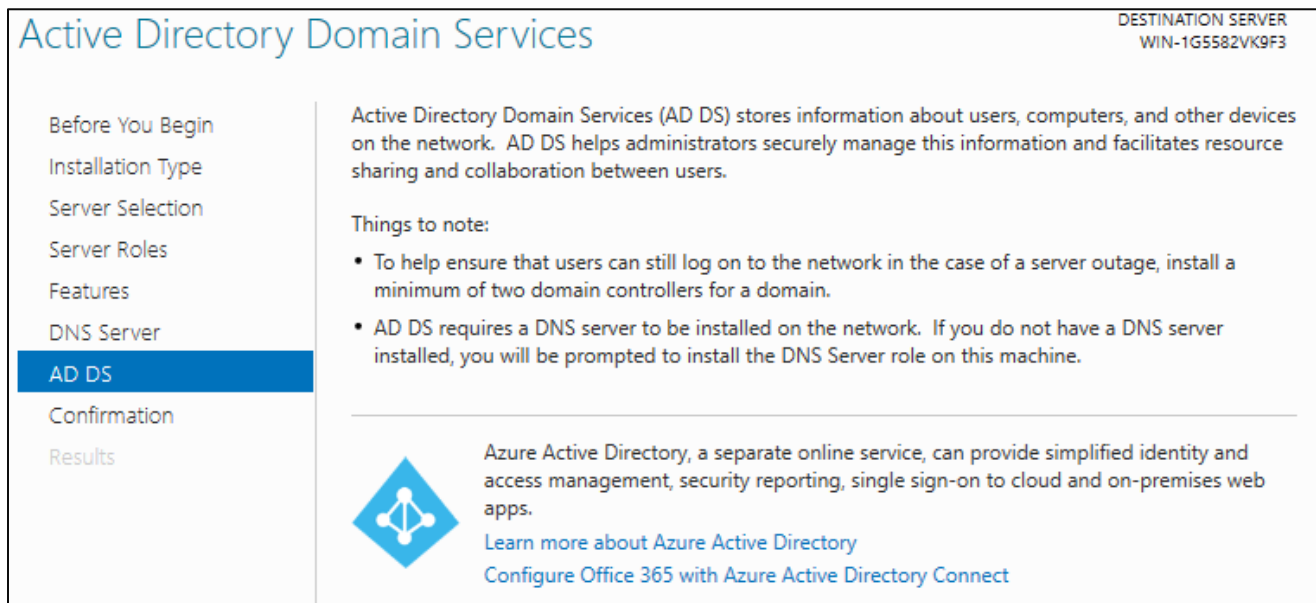 Active Directory Domain Services
DESTINATION SERVER
WIN-1G5582VK9F3
Before You Begin
Installation Type
Server Selection
Server Roles
Features
DNS Server
AD DS
Confirmation
Results
Active Directory Domain Services (AD DS) stores information about users, computers, and other devices
on the network.  AD DS helps administrators securely manage this information and facilitates resource
sharing and collaboration between users.
Things to note:
• To help ensure that users can still log on to the network in the case of a server outage, install a
minimum of two domain controllers for a domain.
• AD DS requires a DNS server to be installed on the network.  If you do not have a DNS server
installed, you will be prompted to install the DNS Server role on this machine.
Azure Active Directory, a separate online service, can provide simplified identity and
access management, security reporting, single sign-on to cloud and on-premises web
apps.
Learn more about Azure Active Directory
Configure Office 365 with Azure Active Directory Connect